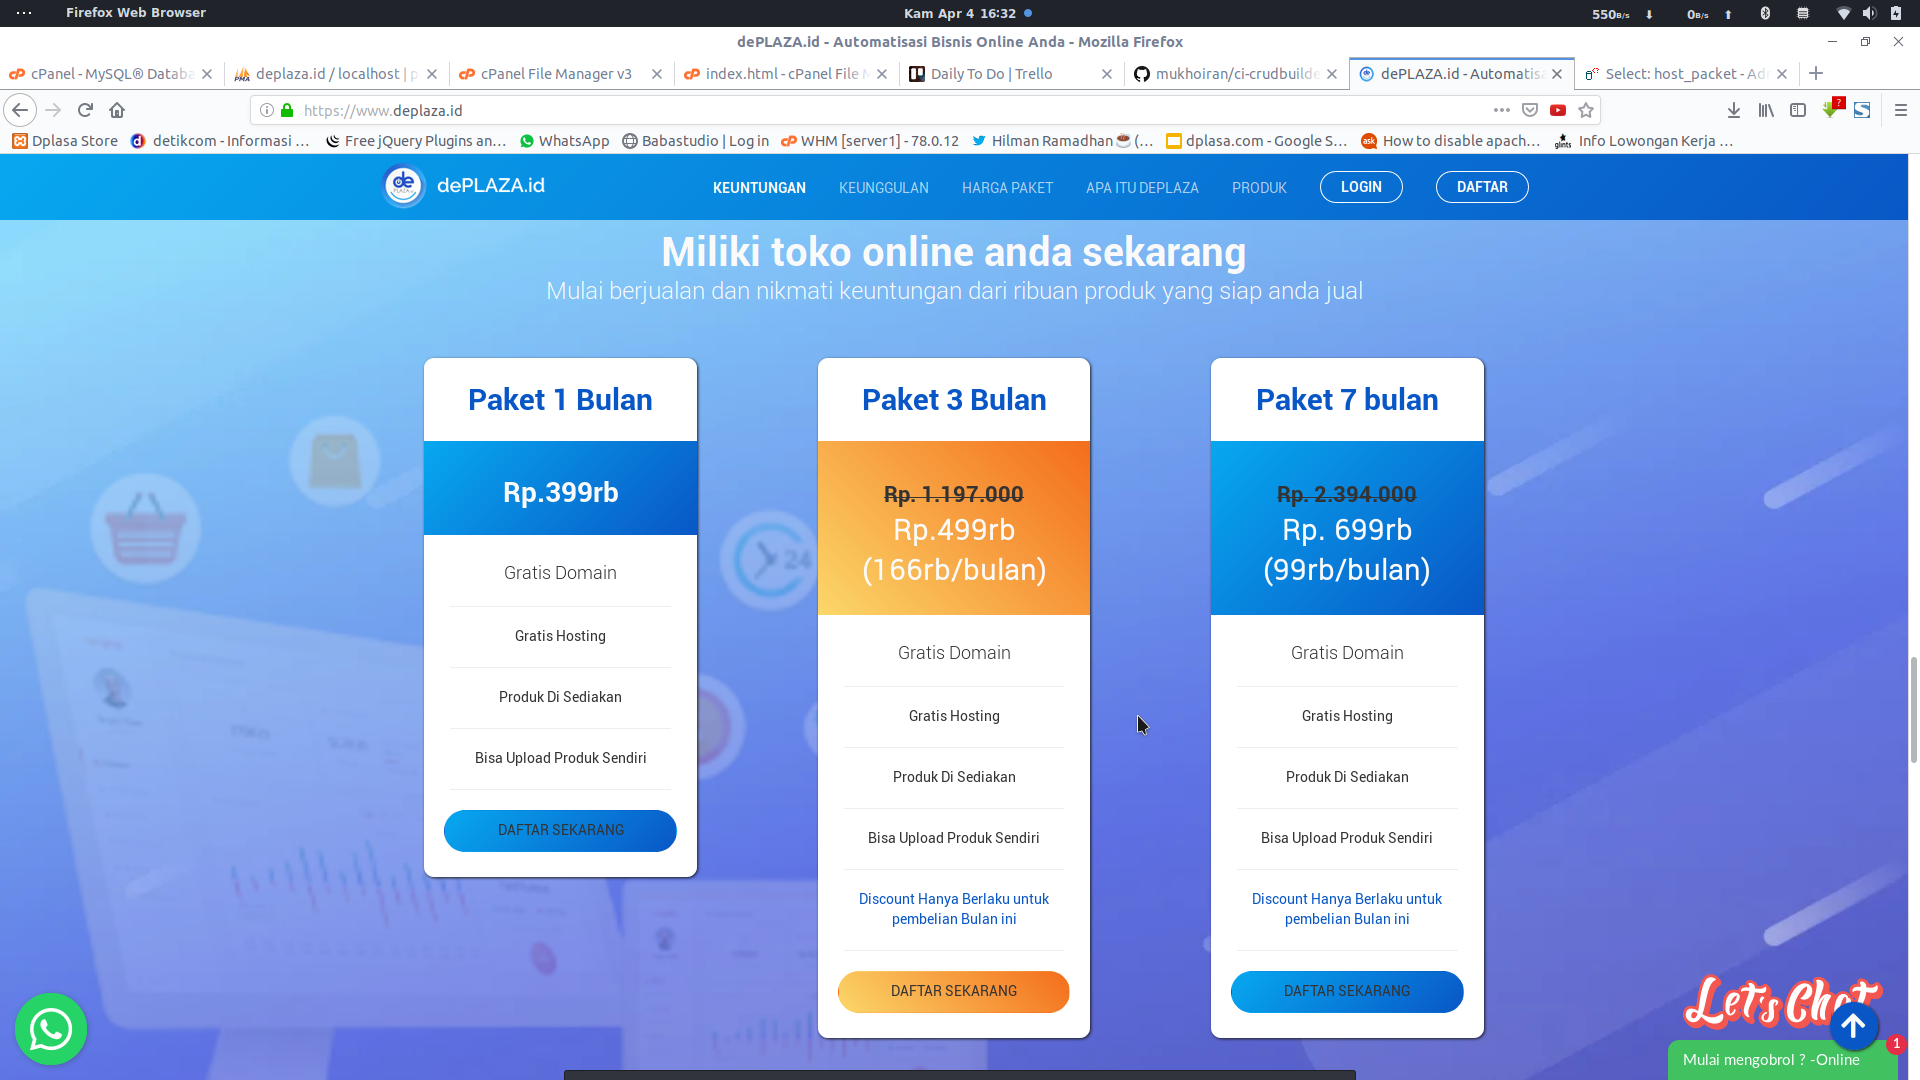 Firefox Web Browser
Kam Apr 4 16:32
550B/s
0B/s
dePLAZA.id - Automatisasi Bisnis Online Anda - Mozilla Firefox
cPanel - MySQL® Databa
deplaza.id / localhost | p
cPanel File Manager v3
index.html - cPanel File M
Daily To Do | Trello
mukhoiran/ci-crudbuilde
dePLAZA.id - Automatisa
Select: host_packet - Ad
https://www.deplaza.id
Dplasa Store
detikcom - Informasi ...
Free jQuery Plugins an...
WhatsApp
Babastudio | Log in
WHM [server1] - 78.0.12
Hilman Ramadhan☕(...
dplasa.com - Google S...
How to disable apach...
Info Lowongan Kerja ...
dePLAZA.id
KEUNTUNGAN
KEUNGGULAN
HARGA PAKET
APA ITU DEPLAZA
PRODUK
LOGIN
DAFTAR
Miliki toko online anda sekarang
Mulai berjualan dan nikmati keuntungan dari ribuan produk yang siap anda jual
Paket 1 Bulan
Rp.399rb
Gratis Domain
Gratis Hosting
Produk Di Sediakan
Bisa Upload Produk Sendiri
DAFTAR SEKARANG
Paket 3 Bulan
Rp. 1.197.000
Rp.499rb
(166rb/bulan)
Gratis Domain
Gratis Hosting
Produk Di Sediakan
Bisa Upload Produk Sendiri
Discount Hanya Berlaku untuk
pembelian Bulan ini
DAFTAR SEKARANG
Paket 7 bulan
Rp. 2.394.000
Rp. 699rb
(99rb/bulan)
Gratis Domain
Gratis Hosting
Produk Di Sediakan
Bisa Upload Produk Sendiri
Discount Hanya Berlaku untuk
pembelian Bulan ini
DAFTAR SEKARANG
24
Let's Chat
1
Mulai mengobrol ? -Online